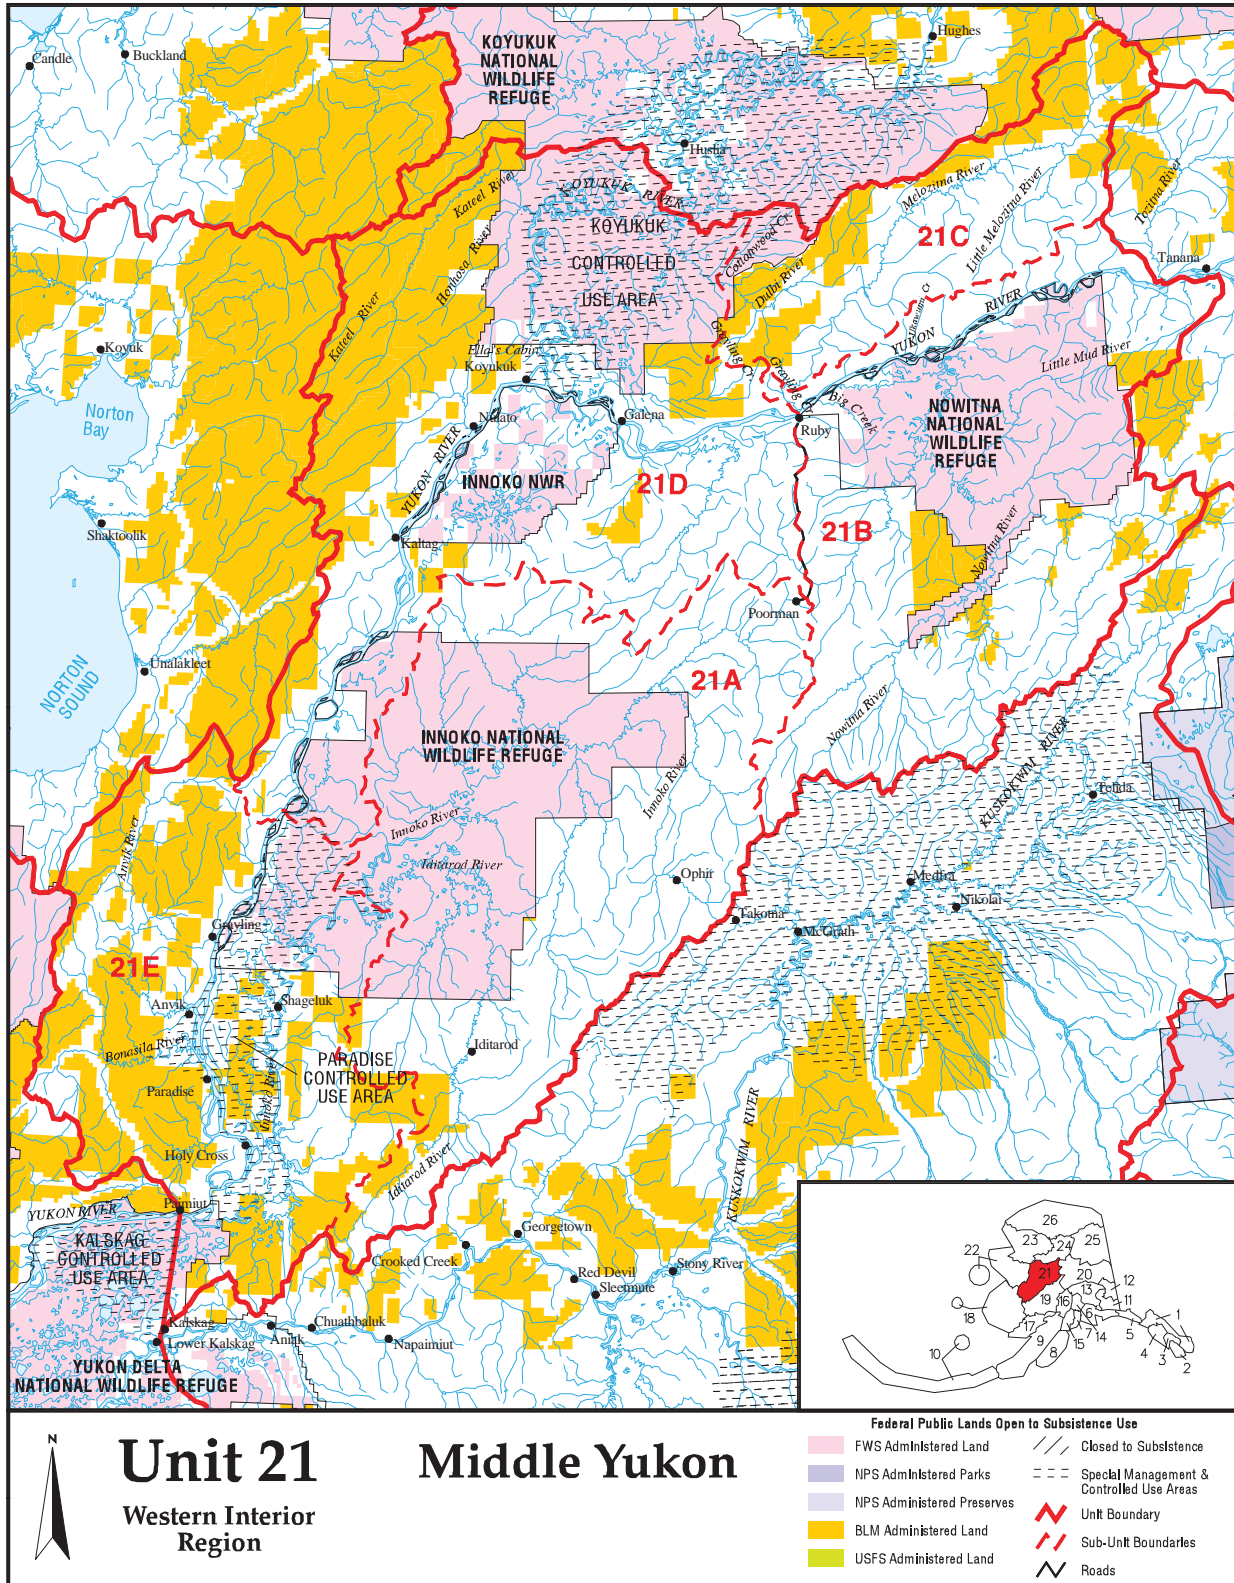 Candle
Buckland
KOYUKUK
NATIONAL
WILDLIFE
REFUGE
Hughes
Huslia
KOYUKUK RIVER
KOYUKUK
CONTROLLED
USE AREA
Kateel River
Honhosa River
Kateel River
Cottonwood Cr.
Dulbi River
Melozitna River
Little Melozitna River
21C
Tozitna River
Tanana
Grayling Cr.
Grayling Cr.
YUKON RIVER
Little Mud River
Koyuk
Norton
Bay
Ella's Cabin
Koyukuk
Nulato
Galena
Big Creek
Ruby
NOWITNA
NATIONAL
WILDLIFE
REFUGE
YUKON RIVER
INNOKO NWR
21D
21B
Shaktoolik
Kaltag
Nowitna River
Poorman
Unalakleet
NORTON
SOUND
21A
Nowitna River
INNOKO NATIONAL
WILDLIFE REFUGE
Innoko River
KUSKOKWIM RIVER
Telida
Anvik River
Innoko River
Iditarod River
Ophir
Medfra
Nikolai
Takotna
McGrath
Grayling
21E
Anvik
Shageluk
Bonasila River
Iditarod
PARADISE
CONTROLLED
USE AREA
Paradise
Innoko River
Holy Cross
Iditarod River
KUSKOKWIM RIVER
YUKON RIVER
Paimiut
KALSKAG
CONTROLLED
USE AREA
Georgetown
Crooked Creek
Red Devil
Sleetmute
Stony River
Kalskag
Lower Kalskag
Aniak
Chuathbaluk
Napaimiut
YUKON DELTA
NATIONAL WILDLIFE REFUGE
26
23
24
25
22
21
20
12
13
11
19
16
18
17
6
7
14
15
5
1
9
8
10
4
3
2
N
Unit 21
Western Interior
Region
Middle Yukon
Federal Public Lands Open to Subsistence Use
FWS Administered Land
NPS Administered Parks
NPS Administered Preserves
BLM Administered Land
USFS Administered Land
Closed to Subsistence
Special Management &
Controlled Use Areas
Unit Boundary
Sub-Unit Boundaries
Roads